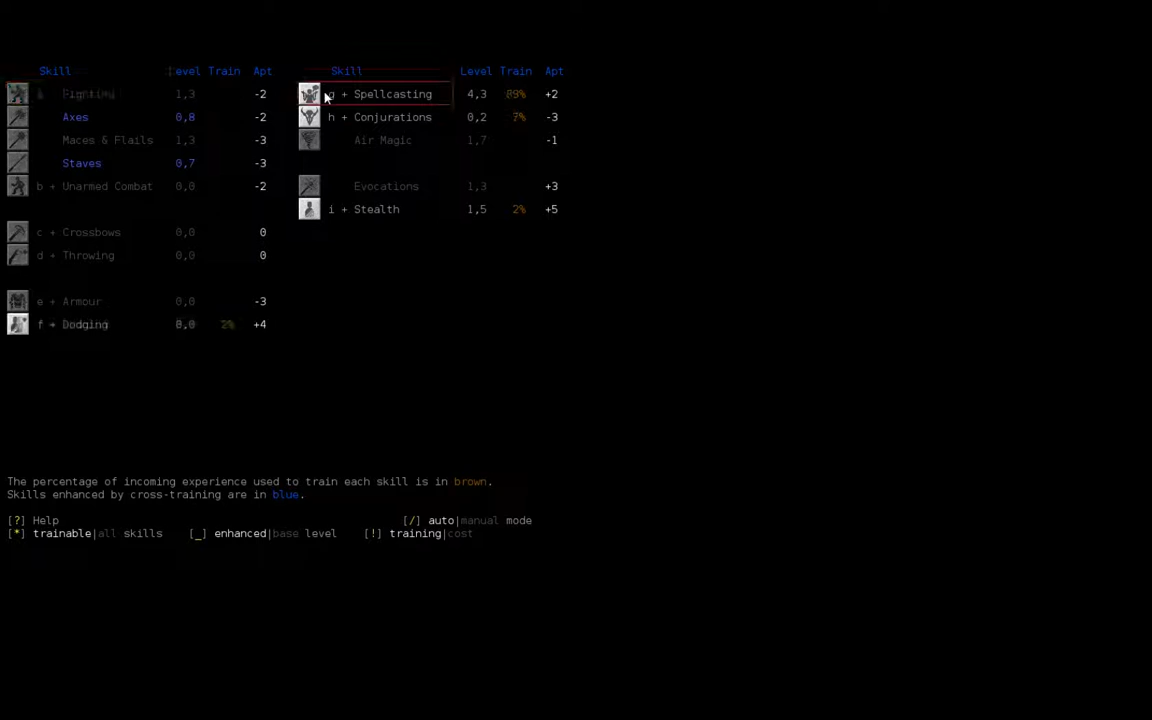 Skill Level Train Apt Skill Level Train Apt
Fighting 1,3 -2 g + Spellcasting 4,3 89% +2
Axes 0,8 -2 h + Conjurations 0,2 7% -3
Maces & Flails 1,3 -3 Air Magic 1,7 -1
Staves 0,7 -3
b + Unarmed Combat 0,0 -2 Evocations 1,3 +3
i + Stealth 1,5 2% +5
c + Crossbows 0,0 0
d + Throwing 0,0 0
e + Armour 0,0 -3
f + Dodging 0,0 2% +4
The percentage of incoming experience used to train each skill is in brown.
Skills enhanced by cross-training are in blue.
[?] Help [/] auto|manual mode
[*] trainable|all skills [_] enhanced|base level [!] training|cost